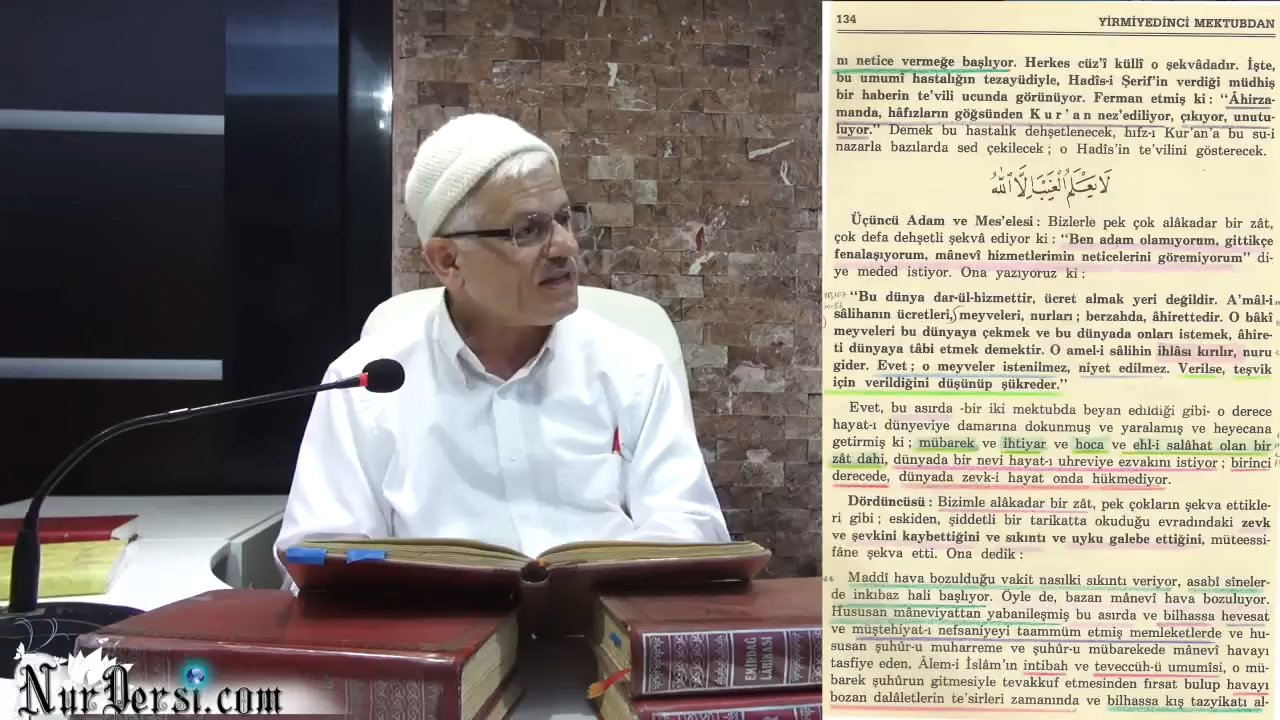 134 YİRMİYEDİNCİ MEKTUBDAN
nı netice vermeğe başlıyor. Herkes cüz'î küllî o şekvâdadır. İşte,
bu umumî hastalığın tezayüdiyle, Hadîs-i Şerif'in verdiği müdhiş
bir haberin te'vili ucunda görünüyor. Ferman etmiş ki: "Âhirza-
manda, hâfızların göğsünden Kur'an nez'ediliyor, çıkıyor, unutu-
luyor." Demek bu hastalık dehşetlenecek, hıfz-ı Kur'an'a bu su-i
nazarla bazılarda sed çekilecek; o Hadîs'in te'vilini gösterecek.
لَا يَعْلَمُ الْغَيْبَ اِلَّا اللّٰهُ
Üçüncü Adam ve Mes'elesi: Bizlerle pek çok alâkadar bir zât,
çok defa dehşetli şekvâ ediyor ki: "Ben adam olamıyorum, gittikçe
fenalaşıyorum, mânevî hizmetlerimin neticelerini göremiyorum" di-
ye meded istiyor. Ona yazıyoruz ki:
"Bu dünya dar-ül-hizmettir, ücret almak yeri değildir. A'mâl-i
sâlihanın ücretleri, meyveleri, nurları; berzahda, âhirettedir. O bâki
meyveleri bu dünyaya çekmek ve bu dünyada onları istemek, âhire-
ti dünyaya tâbi etmek demektir. O amel-i sâlihin ihlâsı kırılır, nuru
gider. Evet; o meyveler istenilmez, niyet edilmez. Verilse, teşvik
için verildiğini düşünüp şükreder."
Evet, bu asırda -bir iki mektubda beyan edildiği gibi- o derece
hayat-ı dünyeviye damarına dokunmuş ve yaralamış ve heyecana
getirmiş ki; mübarek ve ihtiyar ve hoca ve ehl-i salâhat olan bir
zât dahi, dünyada bir nevi hayat-ı uhreviye ezvakını istiyor; birinci
derecede, dünyada zevk-i hayat onda hükmediyor.
Dördüncüsü: Bizimle alâkadar bir zât, pek çokların şekva ettikle-
ri gibi; eskiden, şiddetli bir tarikatta okuduğu evradındaki zevk
ve şevkini kaybettiğini ve sıkıntı ve uyku galebe ettiğini, müteessi-
fâne şekva etti. Ona dedik:
Maddî hava bozulduğu vakit nasılki sıkıntı veriyor, asabî sîneler-
de inkıbaz hali başlıyor. Öyle de, bazan mânevî hava bozuluyor.
Hususan mâneviyattan yabanileşmiş bu asırda ve bilhassa hevesat
ve müştehiyat-ı nefsaniyeyi taammüm etmiş memleketlerde ve hu-
susan şuhûr-u muharreme ve şuhûr-u mübarekede mânevî havayı
tasfiye eden, Âlem-i İslâm'ın intibah ve teveccüh-ü umumîsi, o mü-
barek şuhûrun gitmesiyle tevakkuf etmesinden fırsat bulup havayı
bozan dalâletlerin te'sirleri zamanında ve bilhassa kış tazyikatı al-
EMİRDAĞ
LÂHİKASI
NurDersi.com